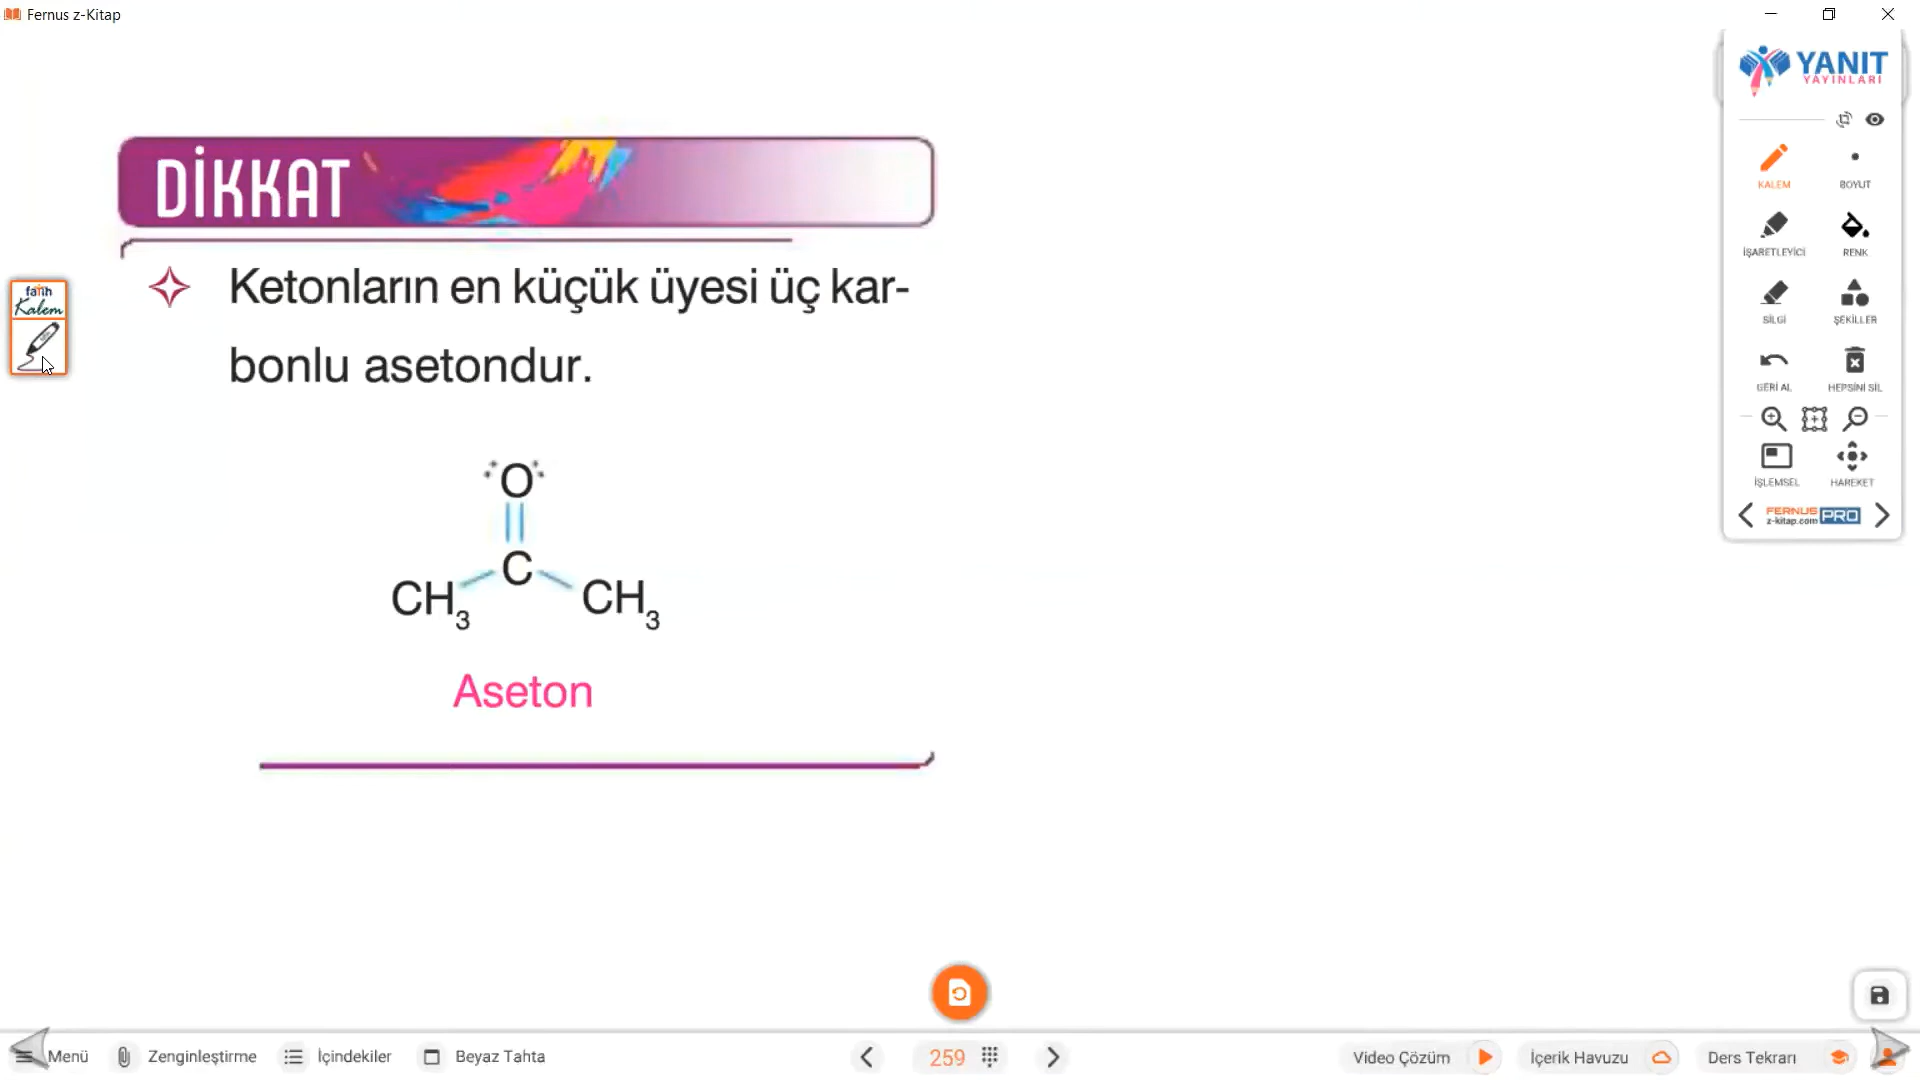 Fernus z-Kitap
YANIT
YAYINLARI
DİKKAT
Ketonların en küçük üyesi üç kar-
bonlu asetondur.
O
C
CH3 CH3
Aseton
fatih
Kalem
KALEM BOYUT
İŞARETLEYİCİ RENK
SİLGİ ŞEKİLLER
GERİ AL HEPSİNİ SİL
İŞLEMSEL HAREKET
FERNUS
z-kitap.com PRO
Menü Zenginleştirme İçindekiler Beyaz Tahta 259 Video Çözüm İçerik Havuzu Ders Tekrarı